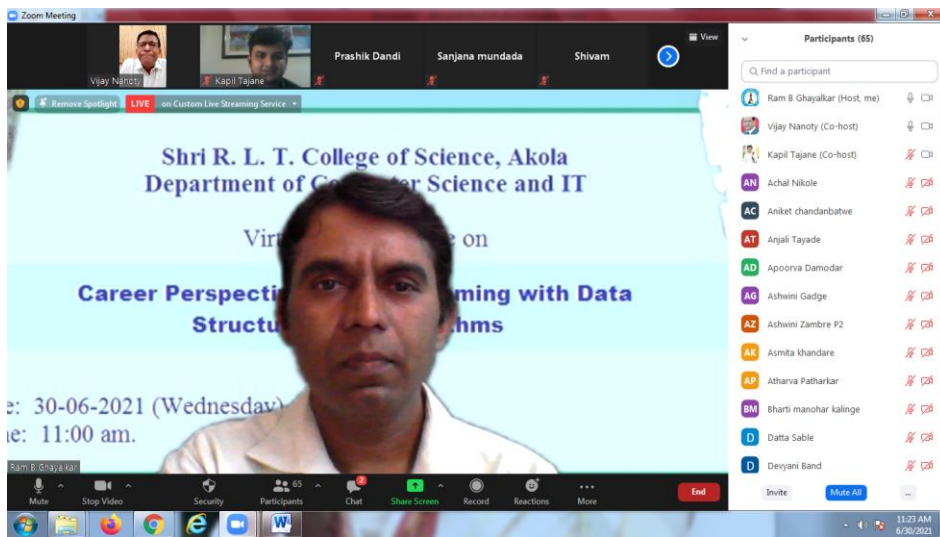 Zoom Meeting
Vijay Nanoty
Kapil Tajane
Prashik Dandi
Sanjana mundada
Shivam
View
Remove Spotlight
LIVE
on Custom Live Streaming Service
Shri R. L. T. College of Science, Akola
Department of Co er Science and IT
Virt e on
Career Perspecti ming with Data
Structu hms
e: 30-06-2021 (Wednesday)
ne: 11:00 am.
Ram B Ghayalkar
Mute
Stop Video
Security
65
Participants
2
Chat
Share Screen
Record
Reactions
More
End
Participants (65)
Find a participant
Ram B Ghayalkar (Host, me)
Vijay Nanoty (Co-host)
Kapil Tajane (Co-host)
AN Achal Nikole
AC Aniket chandanbatwe
AT Anjali Tayade
AD Apoorva Damodar
AG Ashwini Gadge
AZ Ashwini Zambre P2
AK Asmita khandare
AP Atharva Patharkar
BM Bharti manohar kalinge
D Datta Sable
D Devyani Band
Invite
Mute All
...
11:23 AM
6/30/2021